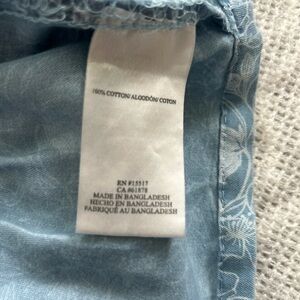 100% COTTON/ALGODÓN/COTON
RN #15517
CA #61878
MADE IN BANGLADESH
HECHO EN BANGLADESH
FABRIQUÉ AU BANGLADESH